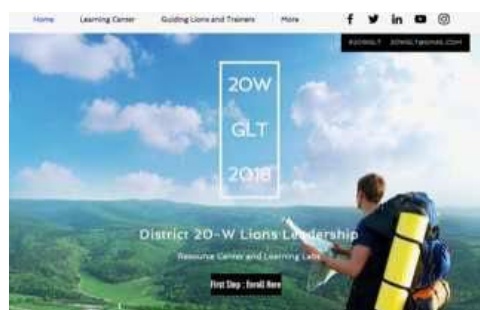 Home Learning Center Guiding Lions and Trainers More
20W
GLT
2018
District 20-W Lions Leadership
Resource Center and Learning Labs
First Step : Enroll Here